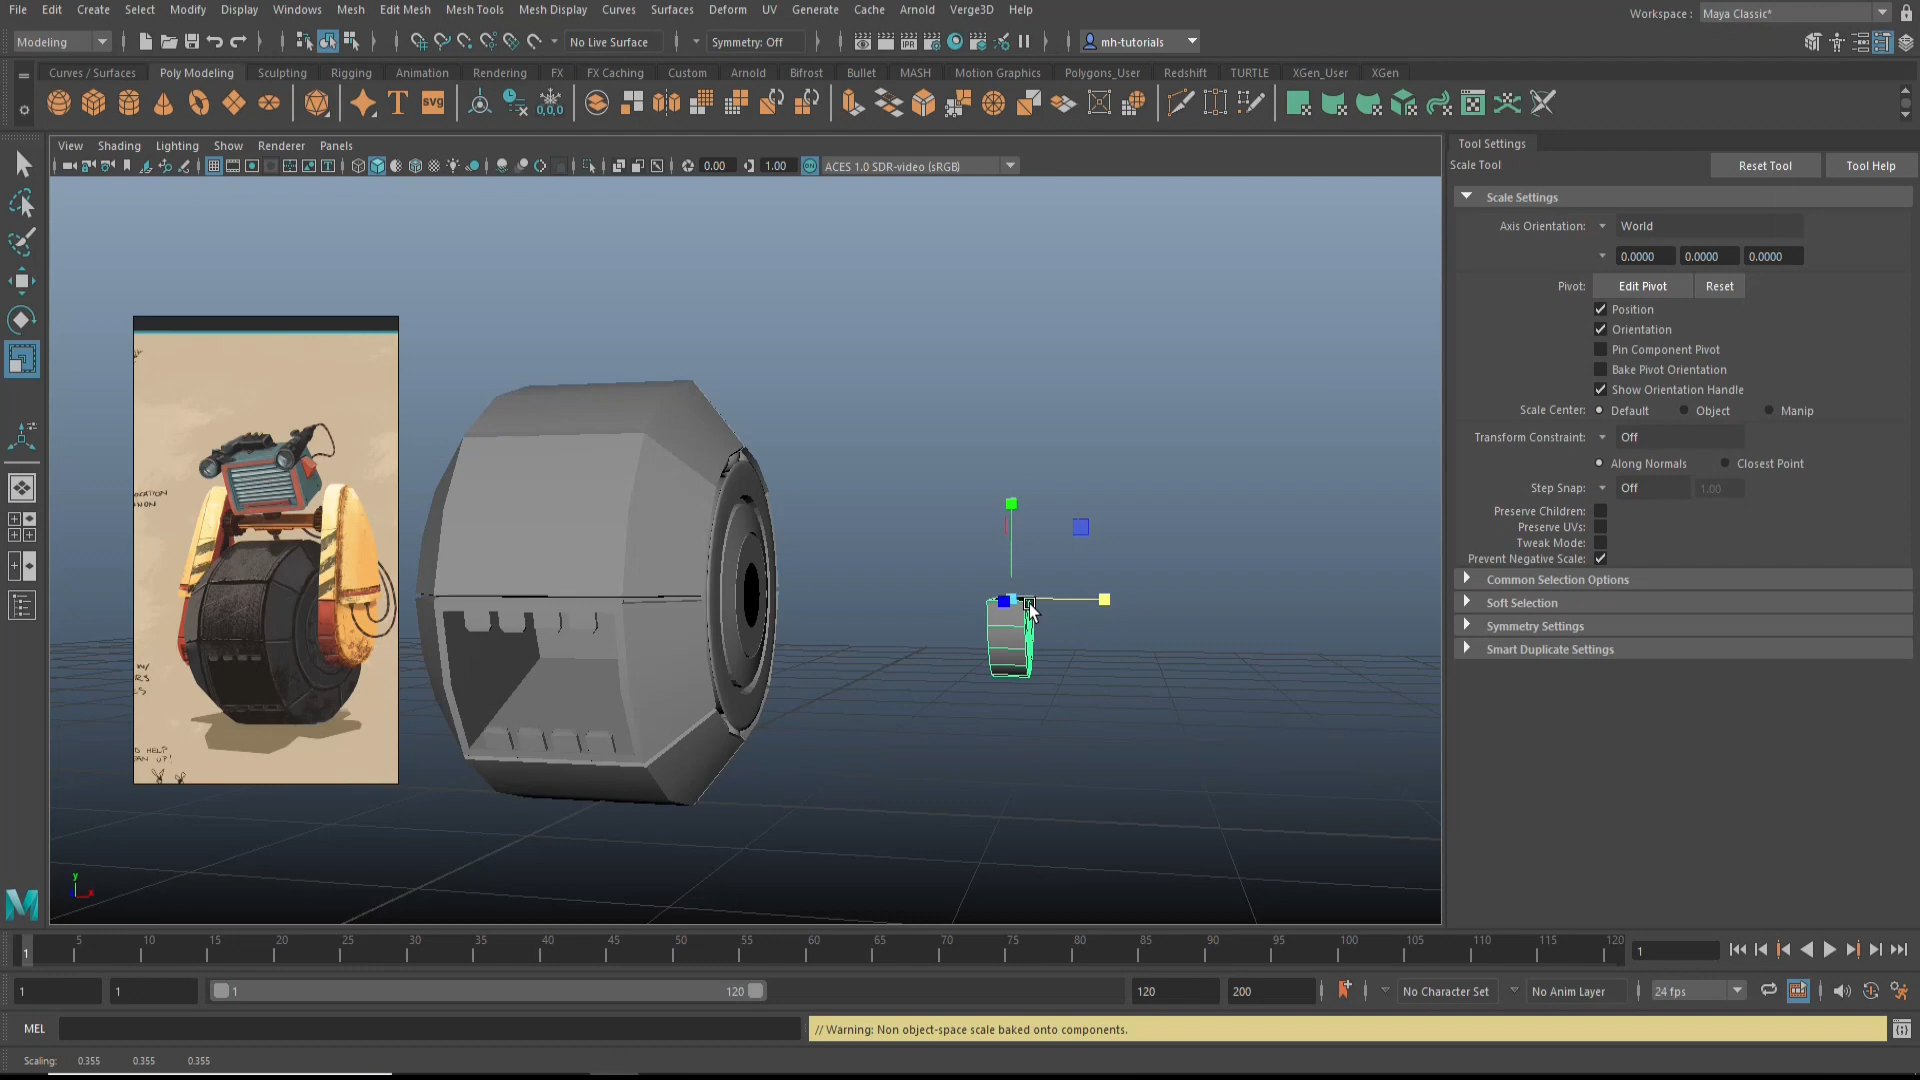 File Edit Create Select Modify Display Windows Mesh Edit Mesh Mesh Tools Mesh Display Curves Surfaces Deform UV Generate Cache Arnold Verge3D Help
Workspace : Maya Classic*
Modeling No Live Surface Symmetry: Off IPR mh-tutorials
Curves / Surfaces Poly Modeling Sculpting Rigging Animation Rendering FX FX Caching Custom Arnold Bifrost Bullet MASH Motion Graphics Polygons_User Redshift TURTLE XGen_User XGen
T svg 0,0,0
View Shading Lighting Show Renderer Panels
0.00 1.00 ON ACES 1.0 SDR-video (sRGB)
Tool Settings
Scale Tool Reset Tool Tool Help
Scale Settings
Axis Orientation: World
0.0000 0.0000 0.0000
Pivot: Edit Pivot Reset
Position
Orientation
Pin Component Pivot
Bake Pivot Orientation
Show Orientation Handle
Scale Center: Default Object Manip
Transform Constraint: Off
Along Normals Closest Point
Step Snap: Off 1.00
Preserve Children:
Preserve UVs:
Tweak Mode:
Prevent Negative Scale:
Common Selection Options
Soft Selection
Symmetry Settings
Smart Duplicate Settings
y
x
1 5 10 15 20 25 30 35 40 45 50 55 60 65 70 75 80 85 90 95 100 105 110 115 120 1
1 1 1 120 120 200 No Character Set No Anim Layer 24 fps
MEL // Warning: Non object-space scale baked onto components.
Scaling: 0.355 0.355 0.355